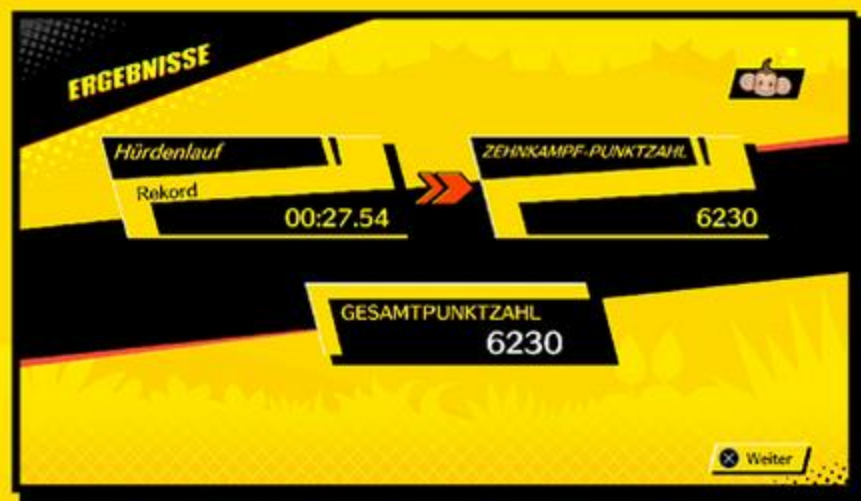 ERGEBNISSE
Hürdenlauf
Rekord
00:27.54
ZEHNKAMPF-PUNKTZAHL
6230
GESAMTPUNKTZAHL
6230
Weiter